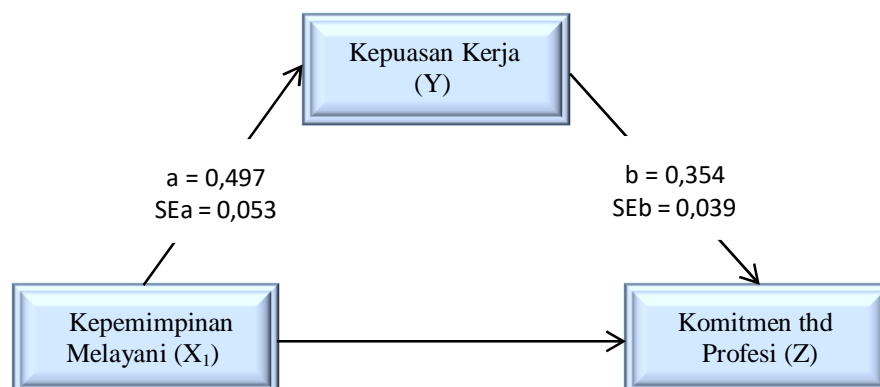 Kepuasan Kerja
(Y)
a = 0,497
SEa = 0,053
b = 0,354
SEb = 0,039
Kepemimpinan
Melayani (X₁)
Komitmen thd
Profesi (Z)